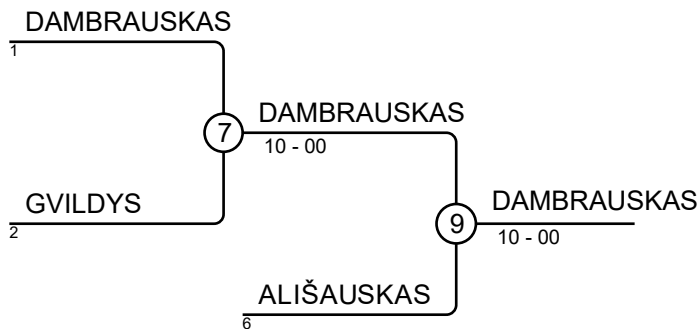 DAMBRAUSKAS
1
7
DAMBRAUSKAS
10 - 00
GVILDYS
2
9
DAMBRAUSKAS
10 - 00
ALIŠAUSKAS
6